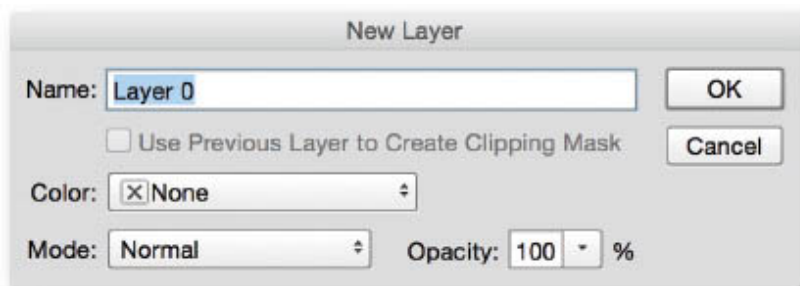 New Layer
Name: Layer 0 OK
Use Previous Layer to Create Clipping Mask Cancel
Color: None
Mode: Normal Opacity: 100 %